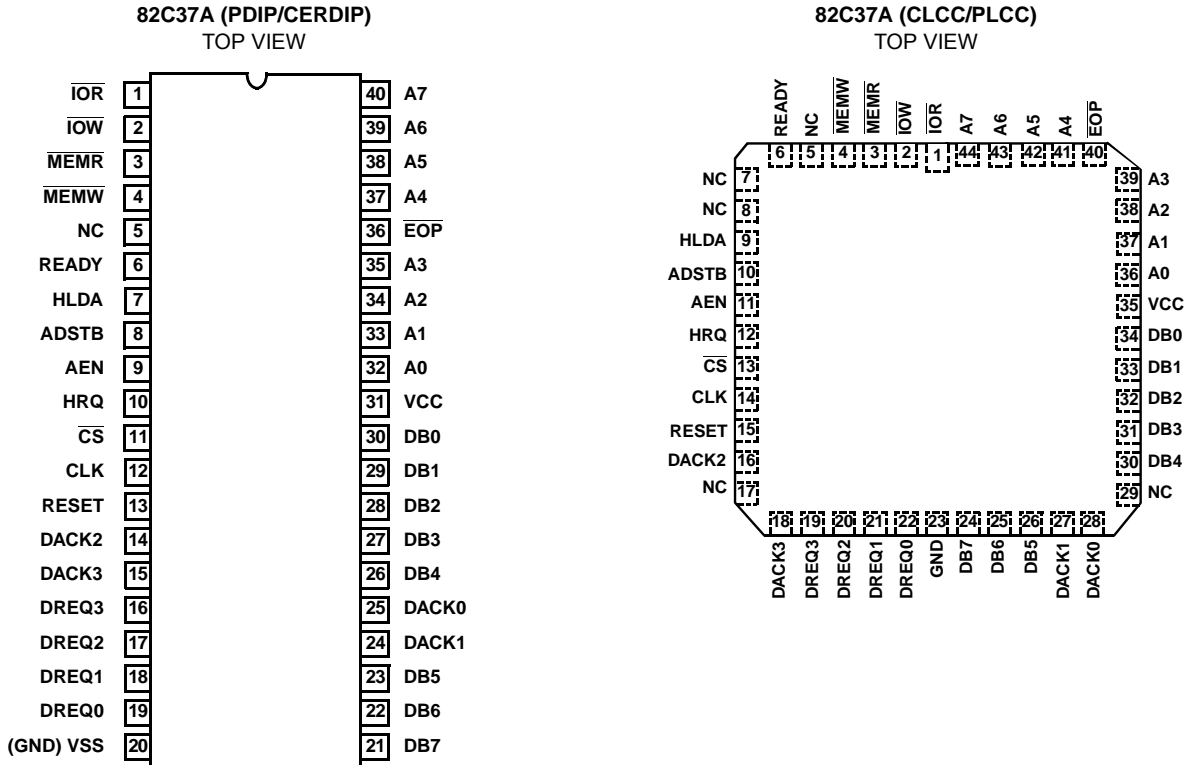 82C37A (PDIP/CERDIP)
TOP VIEW
IOR 1
IOW 2
MEMR 3
MEMW 4
NC 5
READY 6
HLDA 7
ADSTB 8
AEN 9
HRQ 10
CS 11
CLK 12
RESET 13
DACK2 14
DACK3 15
DREQ3 16
DREQ2 17
DREQ1 18
DREQ0 19
(GND) VSS 20
40 A7
39 A6
38 A5
37 A4
36 EOP
35 A3
34 A2
33 A1
32 A0
31 VCC
30 DB0
29 DB1
28 DB2
27 DB3
26 DB4
25 DACK0
24 DACK1
23 DB5
22 DB6
21 DB7
82C37A (CLCC/PLCC)
TOP VIEW
READY NC MEMW MEMR IOW IOR A7 A6 A5 A4 EOP
6 5 4 3 2 1 44 43 42 41 40
NC 7
NC 8
HLDA 9
ADSTB 10
AEN 11
HRQ 12
CS 13
CLK 14
RESET 15
DACK2 16
NC 17
39 A3
38 A2
37 A1
36 A0
35 VCC
34 DB0
33 DB1
32 DB2
31 DB3
30 DB4
29 NC
18 19 20 21 22 23 24 25 26 27 28
DACK3 DREQ3 DREQ2 DREQ1 DREQ0 GND DB7 DB6 DB5 DACK1 DACK0